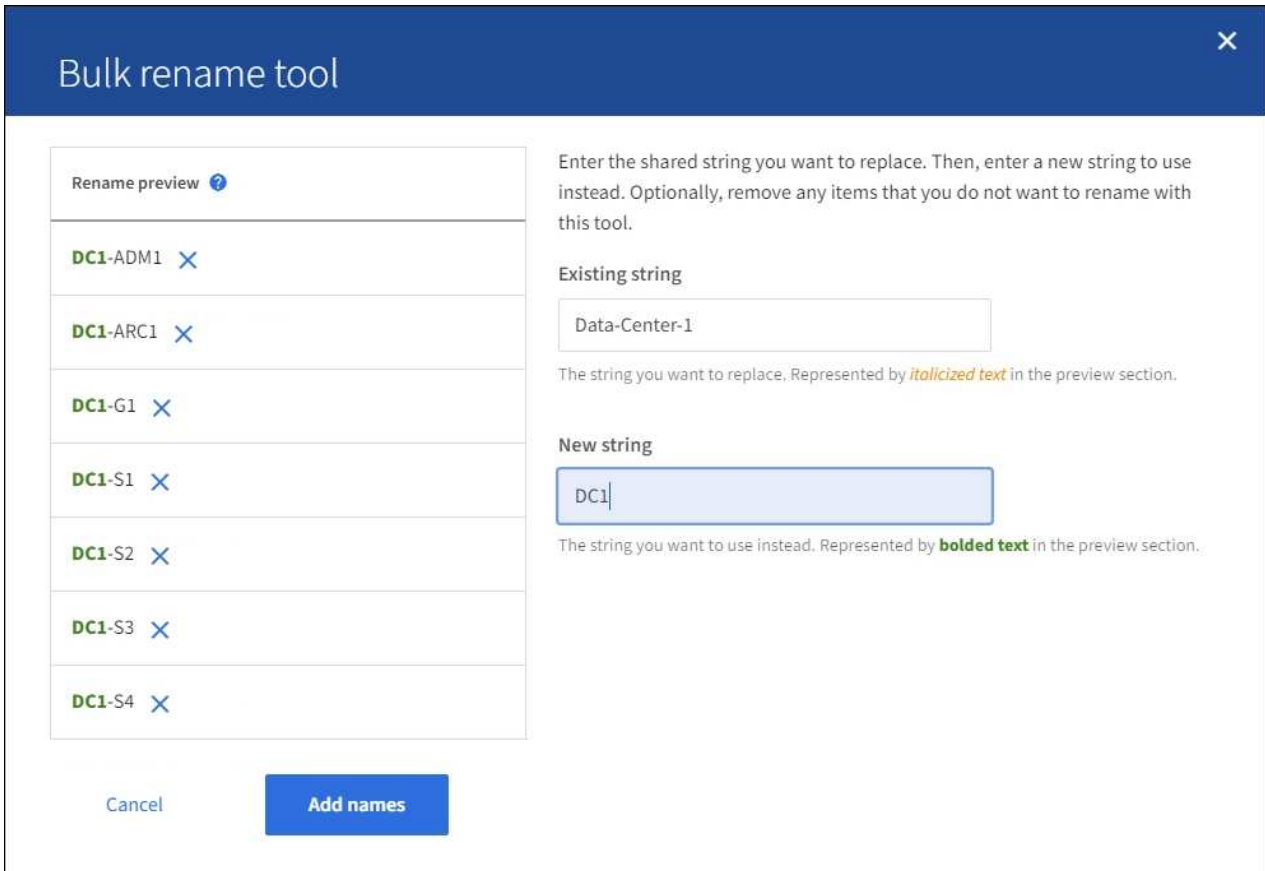 Bulk rename tool
Rename preview
DC1-ADM1
DC1-ARC1
DC1-G1
DC1-S1
DC1-S2
DC1-S3
DC1-S4
Cancel
Add names
Enter the shared string you want to replace. Then, enter a new string to use
instead. Optionally, remove any items that you do not want to rename with
this tool.
Existing string
Data-Center-1
The string you want to replace. Represented by italicized text in the preview section.
New string
DC1
The string you want to use instead. Represented by bolded text in the preview section.